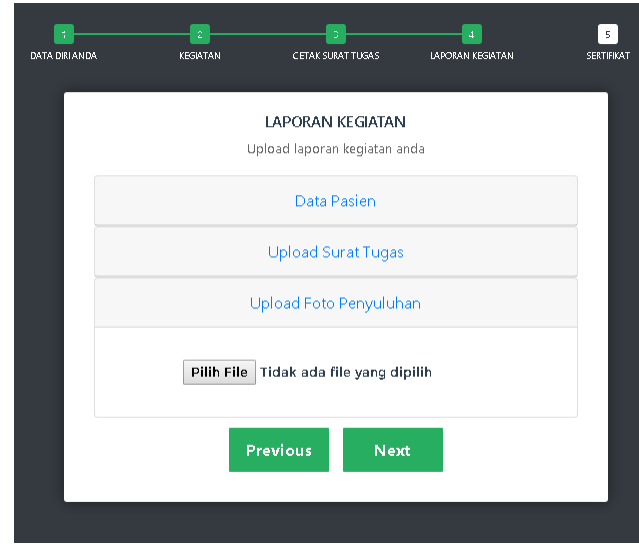 1 2 3 4 5
DATA DIRI ANDA KEGIATAN CETAK SURAT TUGAS LAPORAN KEGIATAN SERTIFIKAT
LAPORAN KEGIATAN
Upload laporan kegiatan anda
Data Pasien
Upload Surat Tugas
Upload Foto Penyuluhan
Pilih File Tidak ada file yang dipilih
Previous Next